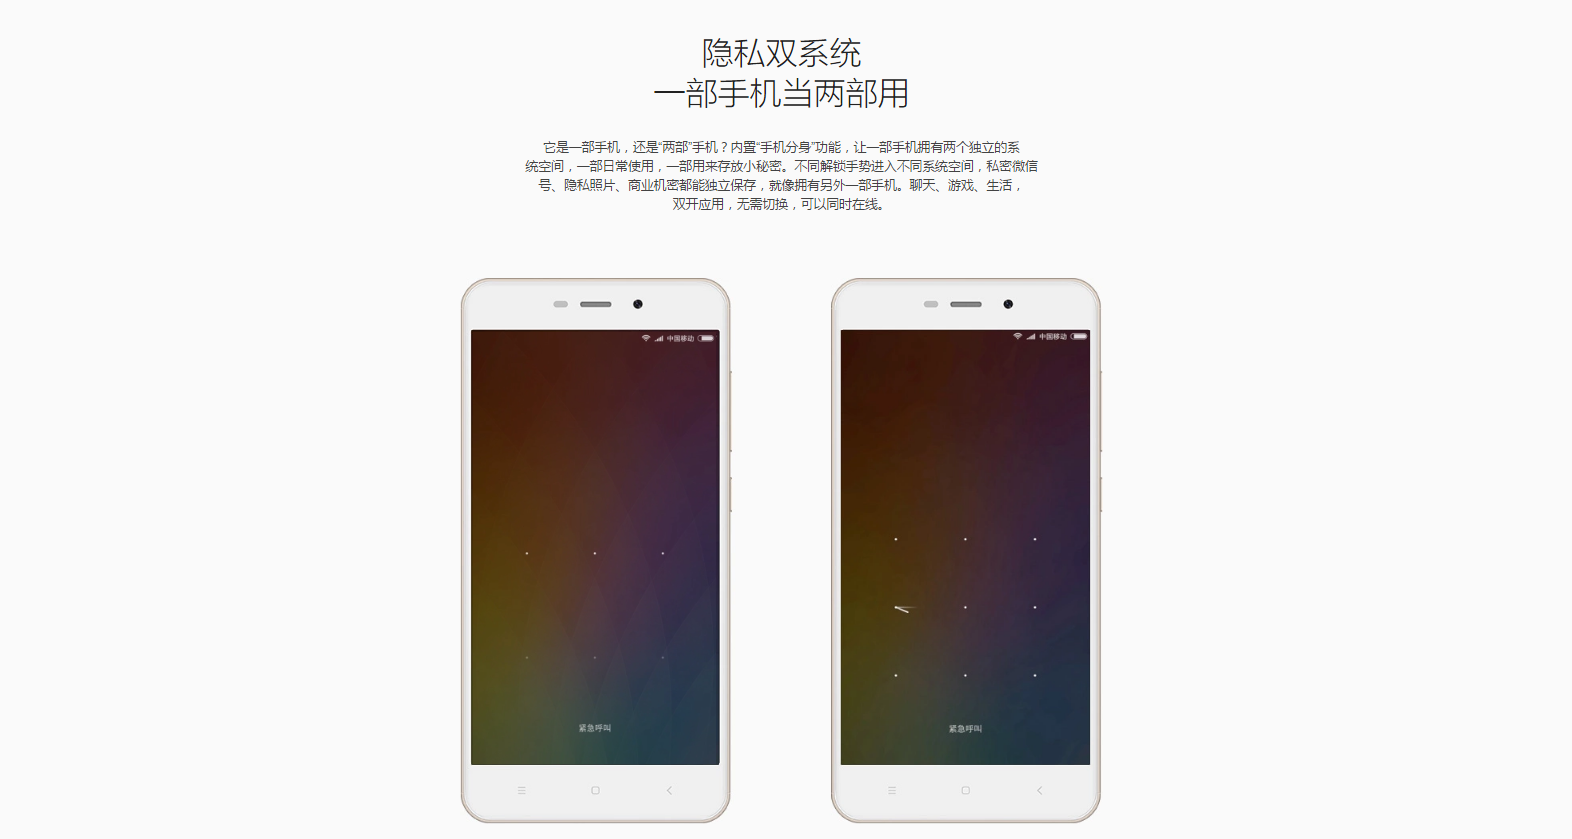 隐私双系统
一部手机当两部用
它是一部手机，还是“两部”手机？内置“手机分身”功能，让一部手机拥有两个独立的系
统空间，一部日常使用，一部用来存放小秘密。不同解锁手势进入不同系统空间，私密微信
号、隐私照片、商业机密都能独立保存，就像拥有另外一部手机。聊天、游戏、生活，
双开应用，无需切换，可以同时在线。
中国移动
中国移动
紧急呼叫
紧急呼叫